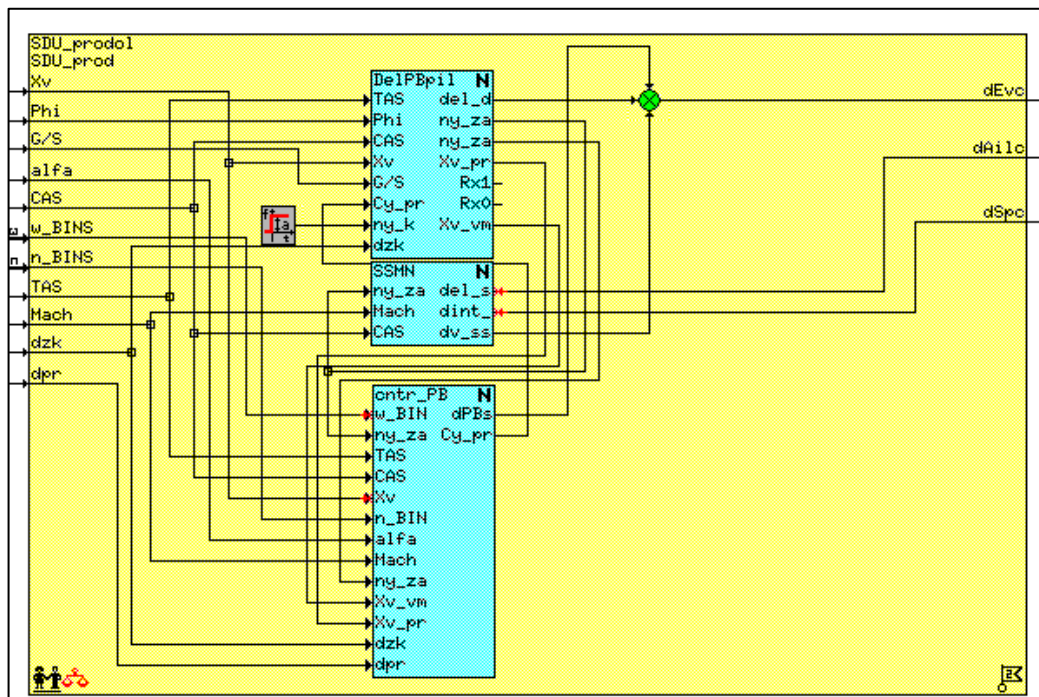 SDU_prodol
SDU_prod
Xv
Phi
G/S
alfa
CAS
w_BINS
n_BINS
TAS
Mach
dzk
dpr
DelPBpil N
TAS del_d
Phi ny_za
CAS ny_za
Xv Xv_pr
G/S Rx1
Cy_pr Rx0
ny_k Xv_vm
dzk
SSMN N
ny_za del_s
Mach dint_
CAS dv_ss
cntr_PB N
w_BIN dPBs
ny_za Cy_pr
TAS
CAS
Xv
n_BIN
alfa
Mach
ny_za
Xv_vm
Xv_pr
dzk
dpr
dEvc
dAilc
dSpc